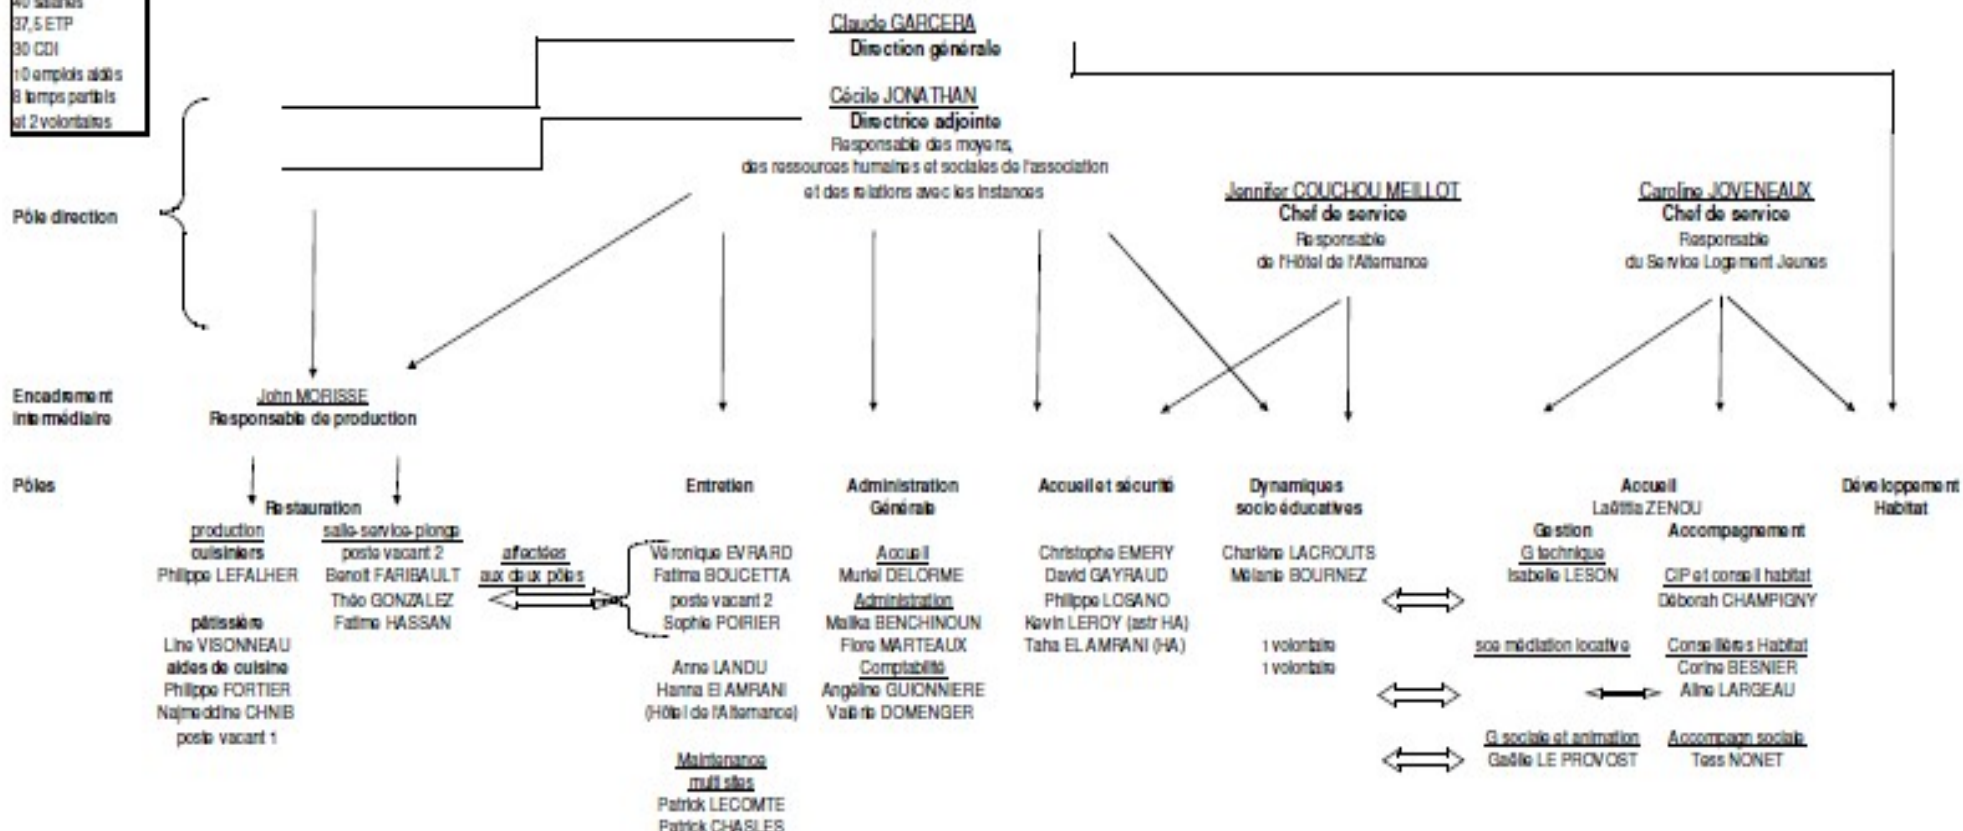 40 salariés
37,5 ETP
30 CDI
10 emplois aidés
8 temps partiels
et 2 volontaires
Claude GARCERA
Direction générale
Cécile JONATHAN
Directrice adjointe
Responsable des moyens,
des ressources humaines et sociales de l'association
et des relations avec les instances
Pôle direction
Jennifer COUCHOU MEILLOT
Chef de service
Responsable
de l'Hôtel de l'Alternance
Caroline JOVENEAUX
Chef de service
Responsable
du Service Logement Jeunes
Encadrement
intermédiaire
John MORISSE
Responsable de production
Pôles
Restauration
production
cuisiniers
Philippe LEFALHER
pâtissière
Line VISONNEAU
aides de cuisine
Philippe FORTIER
Najmeddine CHNIB
poste vacant 1
salle-service-plonge
poste vacant 2
Benoit FARIBAULT
Théo GONZALEZ
Fatime HASSAN
affectées
aux deux pôles
Entretien
Véronique EVRARD
Fatima BOUCETTA
poste vacant 2
Sophie POIRIER
Anne LANDU
Hanna El AMRANI
(Hôtel de l'Alternance)
Maintenance
multi sites
Patrick LECOMTE
Patrick CHASLES
Administration
Générale
Accueil
Muriel DELORME
Administration
Malika BENCHINOUN
Flore MARTEAUX
Comptabilité
Angéline GUIONNIERE
Valérie DOMENGER
Accueil et sécurité
Christophe EMERY
David GAYRAUD
Philippe LOSANO
Kevin LEROY (astr HA)
Taha EL AMRANI (HA)
Dynamiques
socio éducatives
Charlène LACROUTS
Mélanie BOURNEZ
1 volontaire
1 volontaire
Accueil
Laëtitia ZENOU
Gestion
G technique
Isabelle LESON
sce médiation locative
G sociale et animation
Gaëlle LE PROVOST
Accompagnement
CIP et conseil habitat
Déborah CHAMPIGNY
Conseillères Habitat
Corine BESNIER
Aline LARGEAU
Accompagn sociale
Tess NONET
Développement
Habitat